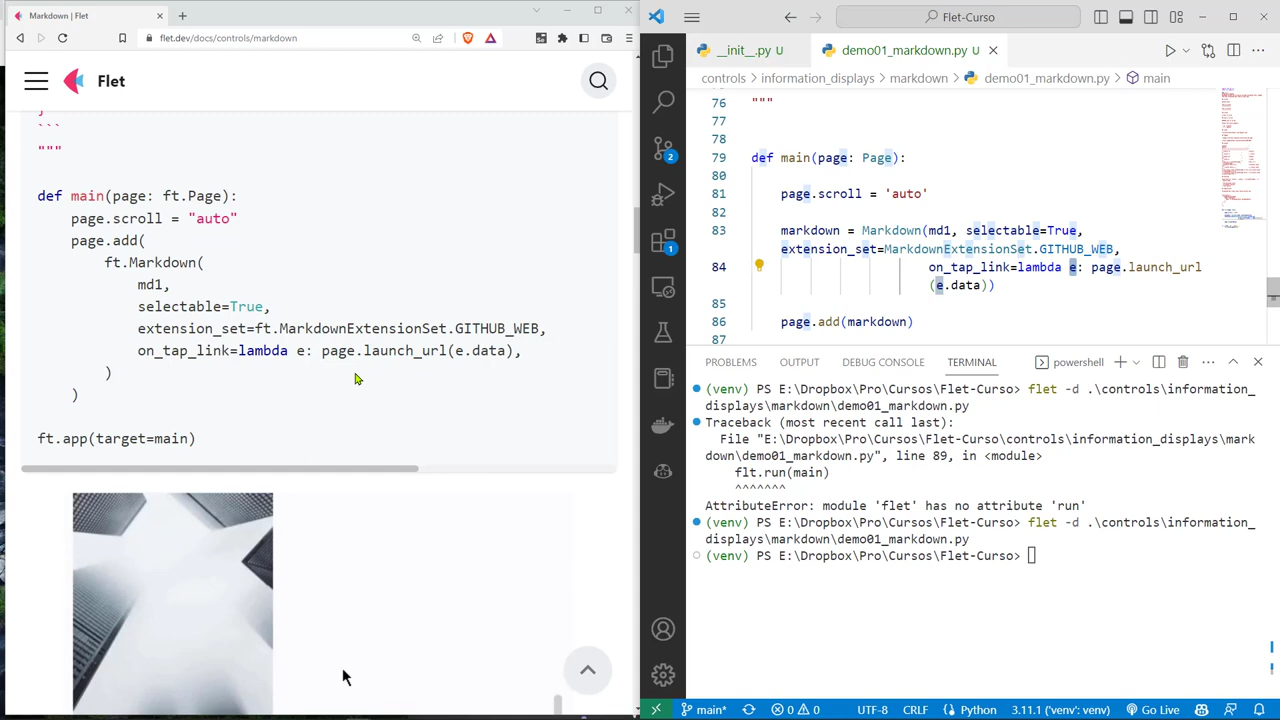 Markdown | Flet
flet.dev/docs/controls/markdown
Flet
}
```
"""
def main(page: ft.Page):
page.scroll = "auto"
page.add(
ft.Markdown(
md1,
selectable=True,
extension_set=ft.MarkdownExtensionSet.GITHUB_WEB,
on_tap_link=lambda e: page.launch_url(e.data),
)
)
ft.app(target=main)
Flet-Curso
__init__.py U
demo01_markdown.py U
controls > information_displays > markdown > demo01_markdown.py > main
76 """
77
78
79 def main(page: Page):
80
81 page.scroll = 'auto'
82
83 markdown = Markdown(md1, selectable=True,
extension_set=MarkdownExtensionSet.GITHUB_WEB,
84 on_tap_link=lambda e: page.launch_url
(e.data))
85
86 page.add(markdown)
87
PROBLEMS OUTPUT DEBUG CONSOLE TERMINAL powershell
(venv) PS E:\Dropbox\Pro\Cursos\Flet-Curso> flet -d .\controls\information_
displays\markdown\demo01_markdown.py
Traceback (most recent call last):
File "E:\Dropbox\Pro\Cursos\Flet-Curso\controls\information_displays\mark
down\demo01_markdown.py", line 89, in <module>
flt.run(main)
^^^^^^^
AttributeError: module 'flet' has no attribute 'run'
(venv) PS E:\Dropbox\Pro\Cursos\Flet-Curso> flet -d .\controls\information_
displays\markdown\demo01_markdown.py
(venv) PS E:\Dropbox\Pro\Cursos\Flet-Curso>
2
1
main* 0 0 UTF-8 CRLF Python 3.11.1 ('venv': venv) Go Live